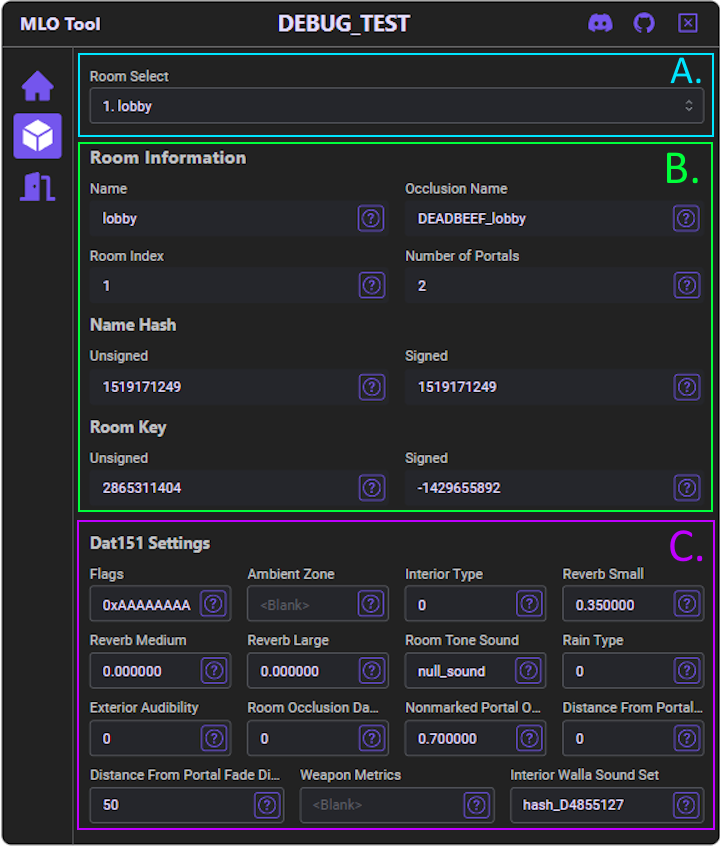 MLO Tool DEBUG_TEST
A.
Room Select
1. lobby
B.
Room Information
Name Occlusion Name
lobby DEADBEEF_lobby
Room Index Number of Portals
1 2
Name Hash
Unsigned Signed
1519171249 1519171249
Room Key
Unsigned Signed
2865311404 -1429655892
C.
Dat151 Settings
Flags Ambient Zone Interior Type Reverb Small
0xAAAAAAAA <Blank> 0 0.350000
Reverb Medium Reverb Large Room Tone Sound Rain Type
0.000000 0.000000 null_sound 0
Exterior Audibility Room Occlusion Da... Nonmarked Portal O... Distance From Portal...
0 0 0.700000 0
Distance From Portal Fade Di... Weapon Metrics Interior Walla Sound Set
50 <Blank> hash_D4855127